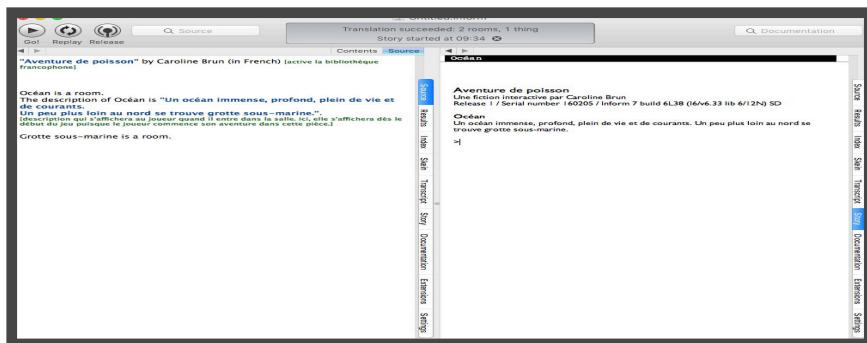 Untitled.inform
Go!
Replay
Release
Source
Translation succeeded: 2 rooms, 1 thing
Story started at 09:34
Documentation
Contents
Source
"Aventure de poisson" by Caroline Brun (in French) [active la bibliothèque
francophone]
Océan is a room.
The description of Océan is "Un océan immense, profond, plein de vie et
de courants.
Un peu plus loin au nord se trouve grotte sous-marine.".
[description qui s'affichera au joueur quand il entre dans la salle. Ici, elle s'affichera dès le
début du jeu puisque le joueur commence son aventure dans cette pièce.]
Grotte sous-marine is a room.
Source
Results
Index
Skein
Transcript
Story
Documentation
Extensions
Settings
Océan
Aventure de poisson
Une fiction interactive par Caroline Brun
Release 1 / Serial number 160205 / Inform 7 build 6L38 (I6/v6.33 lib 6/12N) SD
Océan
Un océan immense, profond, plein de vie et de courants. Un peu plus loin au nord se
trouve grotte sous-marine.
>
Source
Results
Index
Skein
Transcript
Story
Documentation
Extensions
Settings